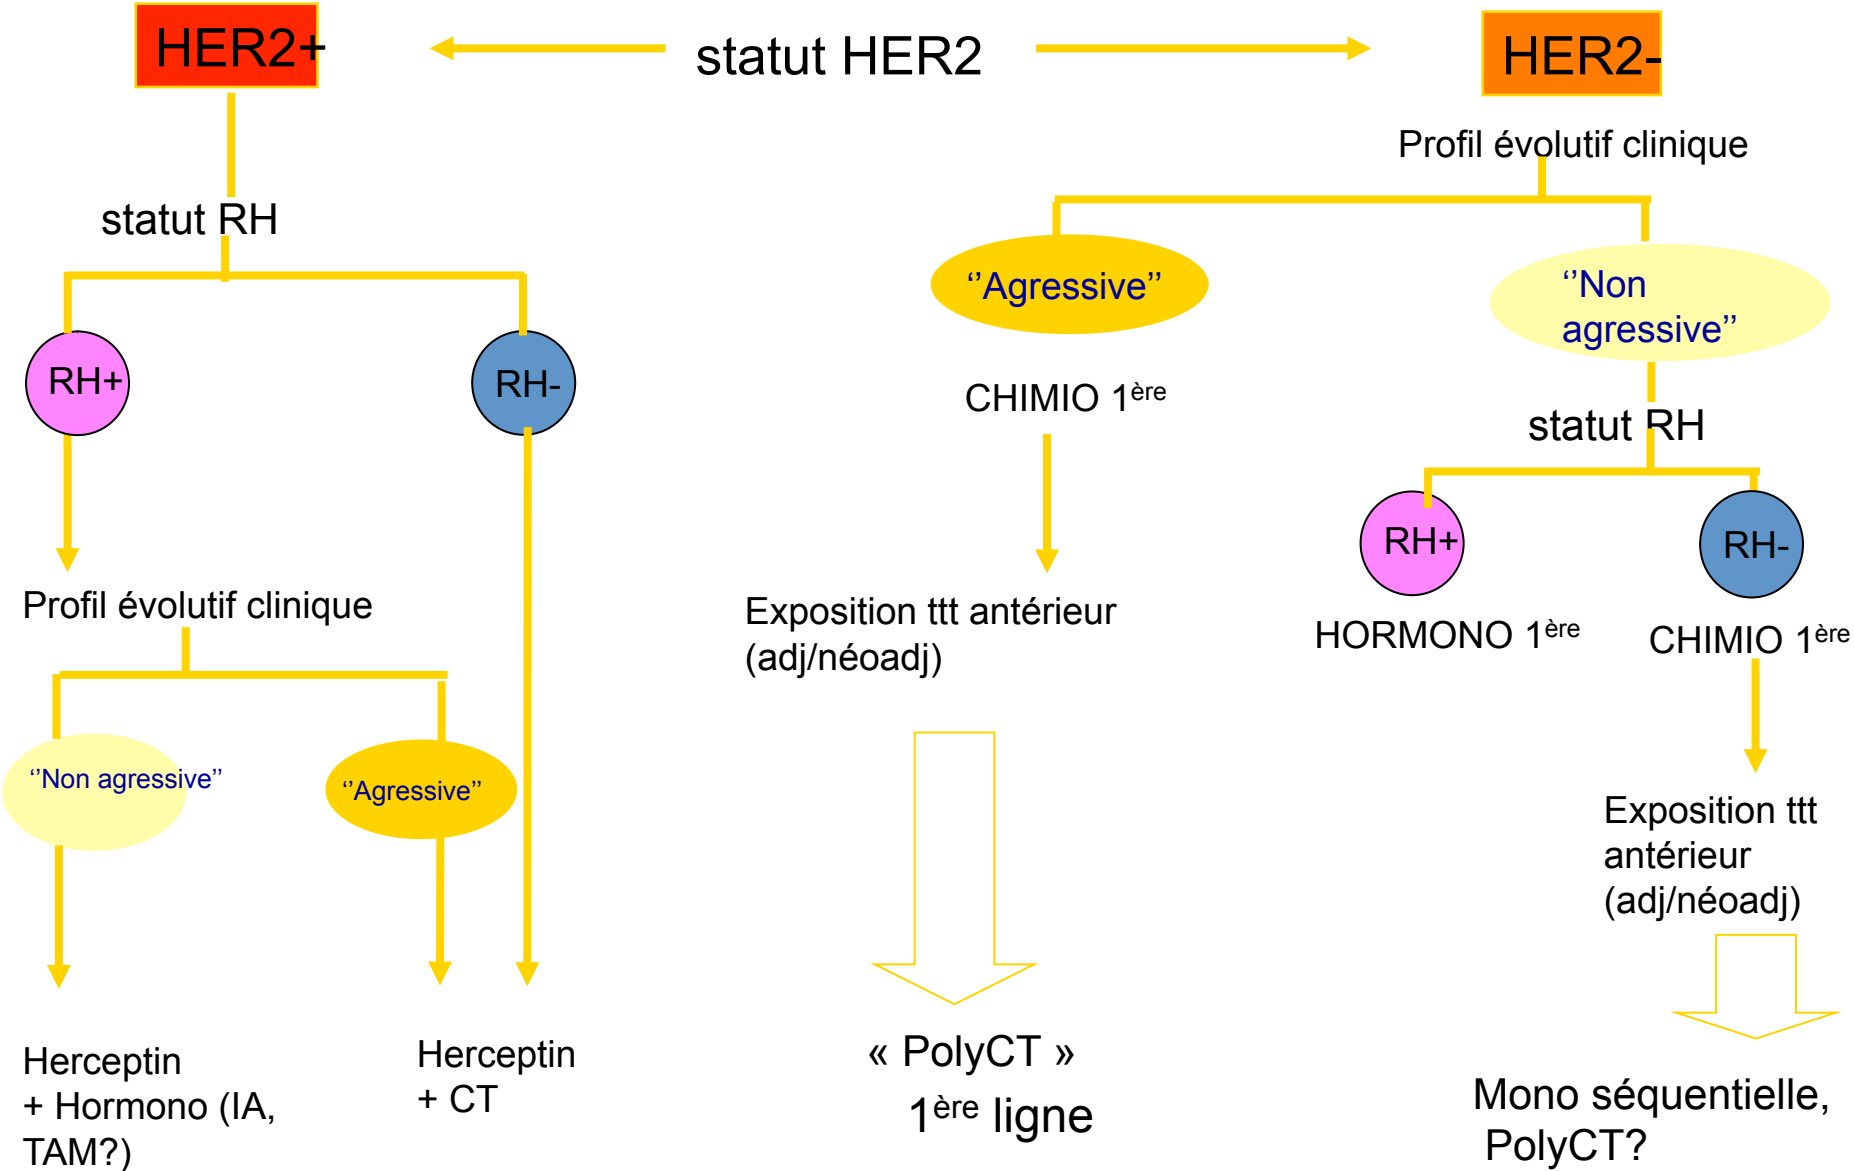 HER2+
statut HER2
HER2-
Profil évolutif clinique
statut RH
‘’Agressive’’
‘’Non
agressive’’
RH+
RH-
CHIMIO 1ère
statut RH
RH+
RH-
Profil évolutif clinique
Exposition ttt antérieur
(adj/néoadj)
HORMONO 1ère
CHIMIO 1ère
‘’Non agressive’’
‘’Agressive’’
Exposition ttt
antérieur
(adj/néoadj)
Herceptin
+ Hormono (IA,
TAM?)
Herceptin
+ CT
« PolyCT »
1ère ligne
Mono séquentielle,
PolyCT?